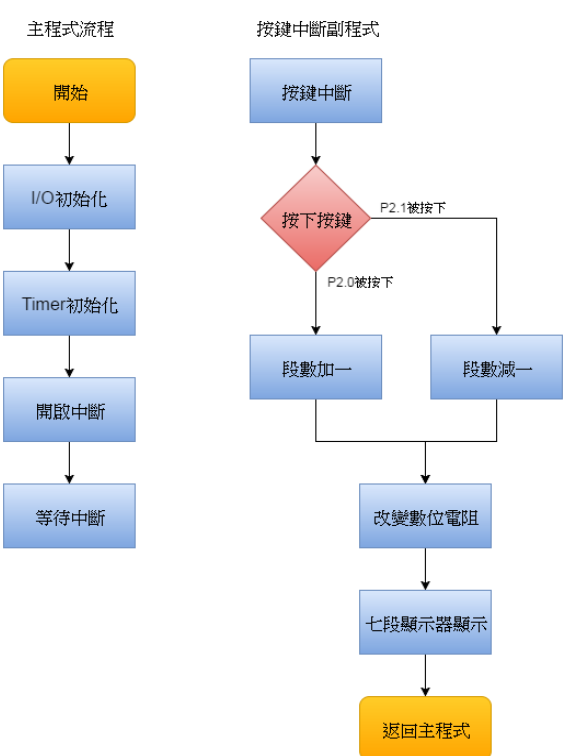 主程式流程
開始
I/O初始化
Timer初始化
開啟中斷
等待中斷
按鍵中斷副程式
按鍵中斷
按下按鍵
P2.1被按下
P2.0被按下
段數加一
段數減一
改變數位電阻
七段顯示器顯示
返回主程式